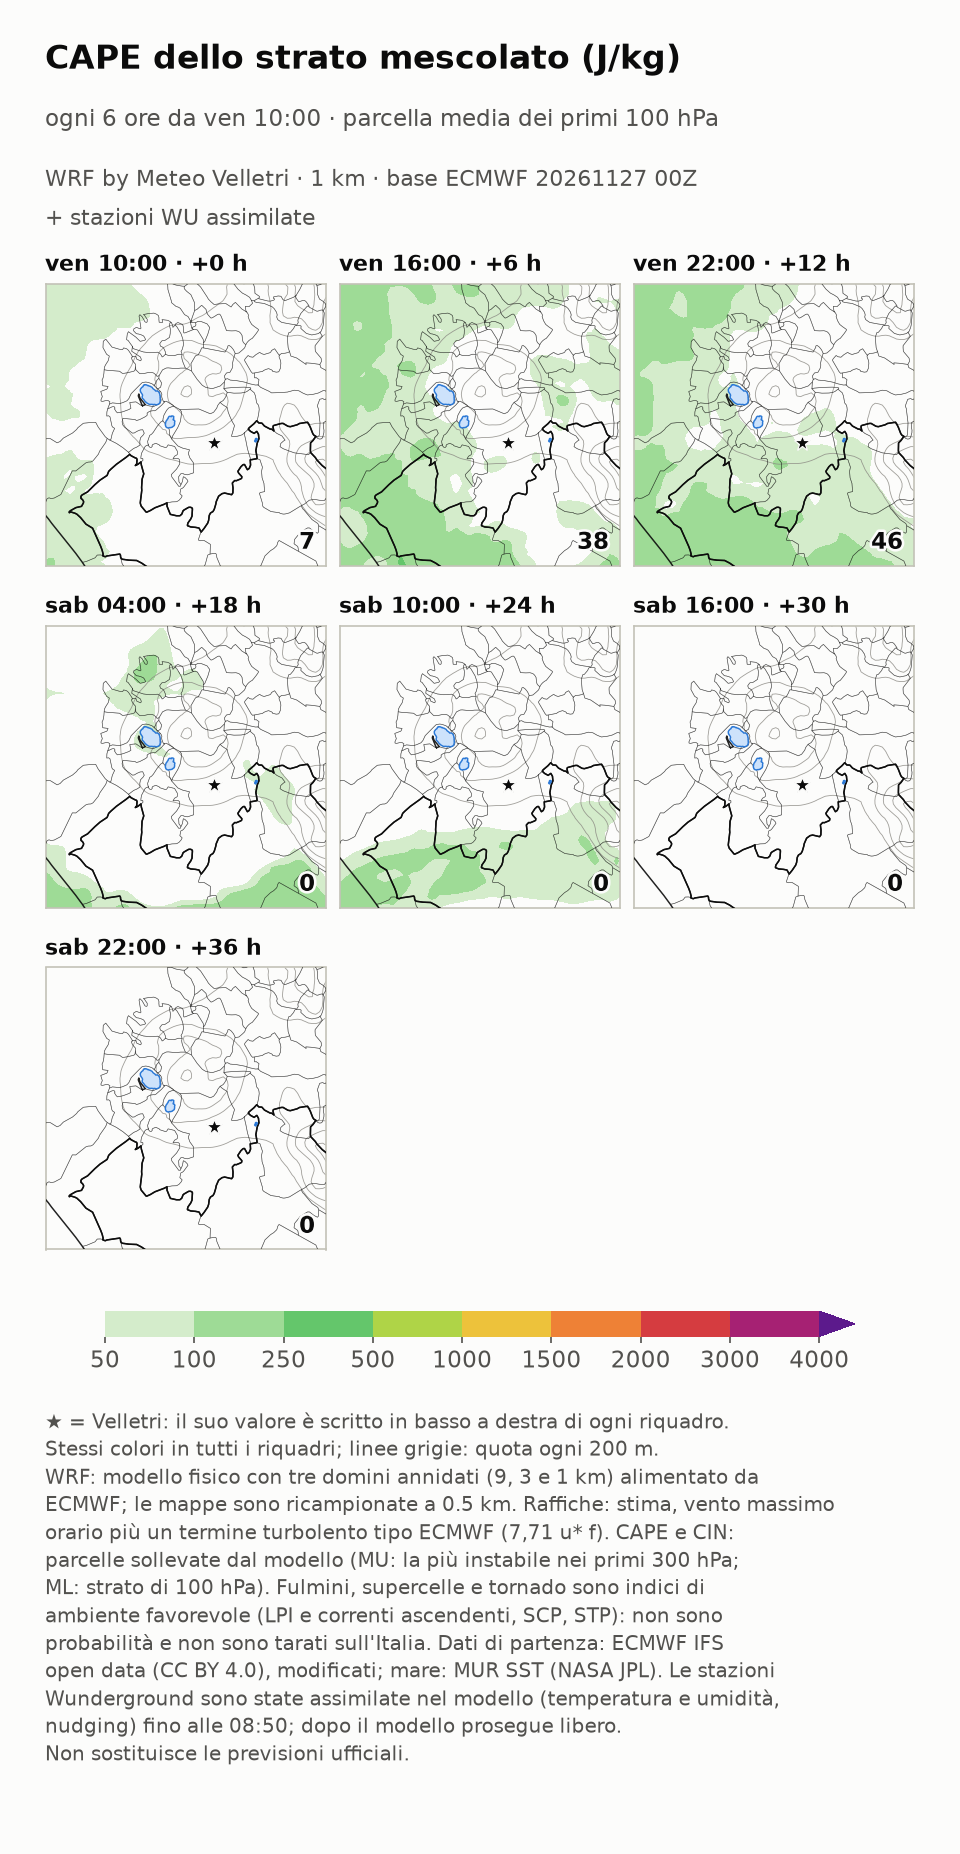 CAPE dello strato mescolato (J/kg)
ogni 6 ore da ven 10:00 · parcella media dei primi 100 hPa
WRF by Meteo Velletri · 1 km · base ECMWF 20261127 00Z
+ stazioni WU assimilate
ven 10:00 · +0 h
ven 16:00 · +6 h
ven 22:00 · +12 h
7
38
46
sab 04:00 · +18 h
sab 10:00 · +24 h
sab 16:00 · +30 h
0
0
0
sab 22:00 · +36 h
0
50 100 250 500 1000 1500 2000 3000 4000
★ = Velletri: il suo valore è scritto in basso a destra di ogni riquadro.
Stessi colori in tutti i riquadri; linee grigie: quota ogni 200 m.
WRF: modello fisico con tre domini annidati (9, 3 e 1 km) alimentato da
ECMWF; le mappe sono ricampionate a 0.5 km. Raffiche: stima, vento massimo
orario più un termine turbolento tipo ECMWF (7,71 u* f). CAPE e CIN:
parcelle sollevate dal modello (MU: la più instabile nei primi 300 hPa;
ML: strato di 100 hPa). Fulmini, supercelle e tornado sono indici di
ambiente favorevole (LPI e correnti ascendenti, SCP, STP): non sono
probabilità e non sono tarati sull'Italia. Dati di partenza: ECMWF IFS
open data (CC BY 4.0), modificati; mare: MUR SST (NASA JPL). Le stazioni
Wunderground sono state assimilate nel modello (temperatura e umidità,
nudging) fino alle 08:50; dopo il modello prosegue libero.
Non sostituisce le previsioni ufficiali.